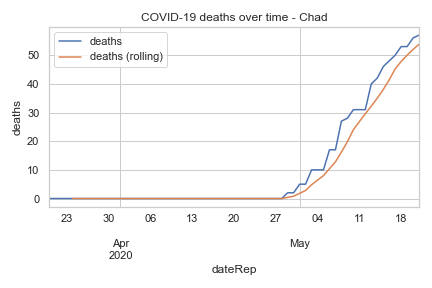 COVID-19 deaths over time - Chad
deaths
deaths (rolling)
50
40
30
20
10
0
deaths
23 30 06 13 20 27 04 11 18
Apr May
2020
dateRep